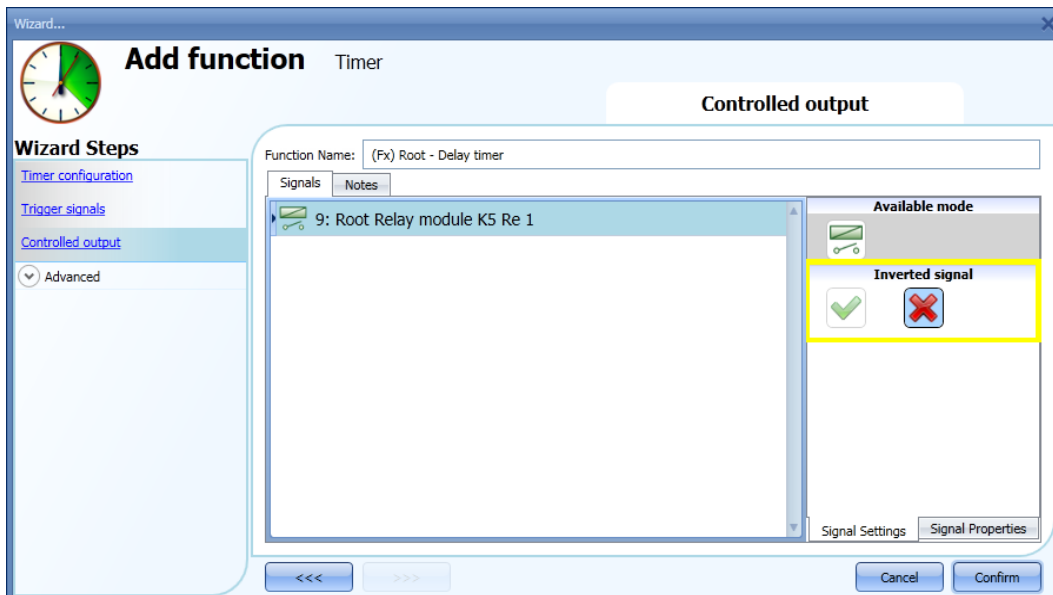 Wizard...
Add function Timer
Controlled output
Wizard Steps
Timer configuration
Trigger signals
Controlled output
Advanced
Function Name: (Fx) Root - Delay timer
Signals Notes
9: Root Relay module K5 Re 1
Available mode
Inverted signal
Signal Settings Signal Properties
<<< >>> Cancel Confirm